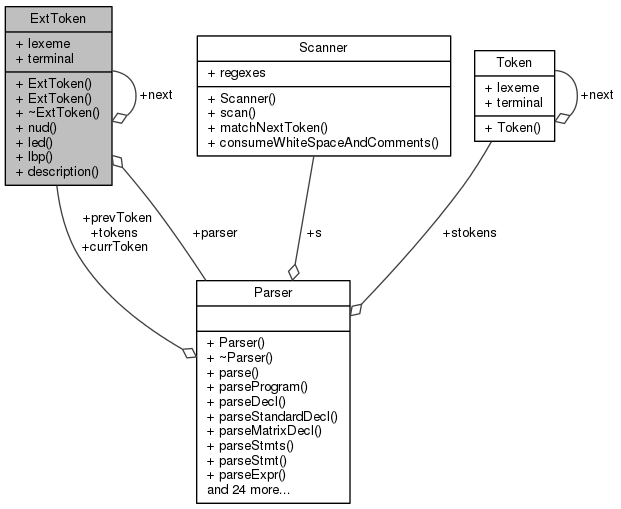 ExtToken
+ lexeme
+ terminal
+ ExtToken()
+ ExtToken()
+ ~ExtToken()
+ nud()
+ led()
+ lbp()
+ description()
+next
Scanner
+ regexes
+ Scanner()
+ scan()
+ matchNextToken()
+ consumeWhiteSpaceAndComments()
Token
+ lexeme
+ terminal
+ Token()
+next
+prevToken
+tokens
+currToken
+parser
+s
+stokens
Parser
+ Parser()
+ ~Parser()
+ parse()
+ parseProgram()
+ parseDecl()
+ parseStandardDecl()
+ parseMatrixDecl()
+ parseStmts()
+ parseStmt()
+ parseExpr()
and 24 more...